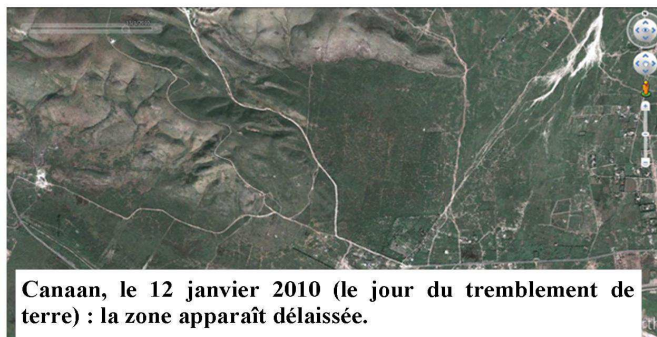 Canaan, le 12 janvier 2010 (le jour du tremblement de
terre) : la zone apparaît délaissée.